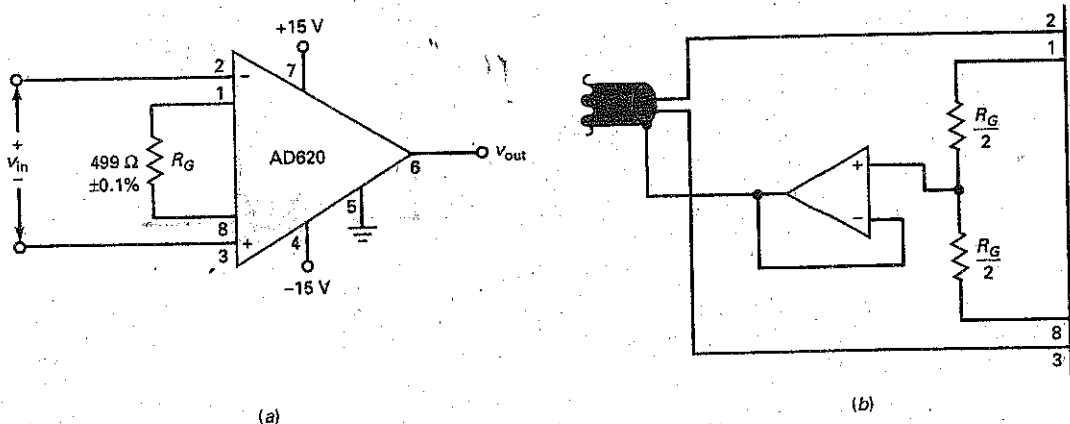 +15 V
2
−
7
1
+
v_in
−
499 Ω
±0.1%
R_G
AD620
6
v_out
5
8
+
3
4
−15 V
(a)
2
1
R_G/2
+
−
R_G/2
8
3
(b)